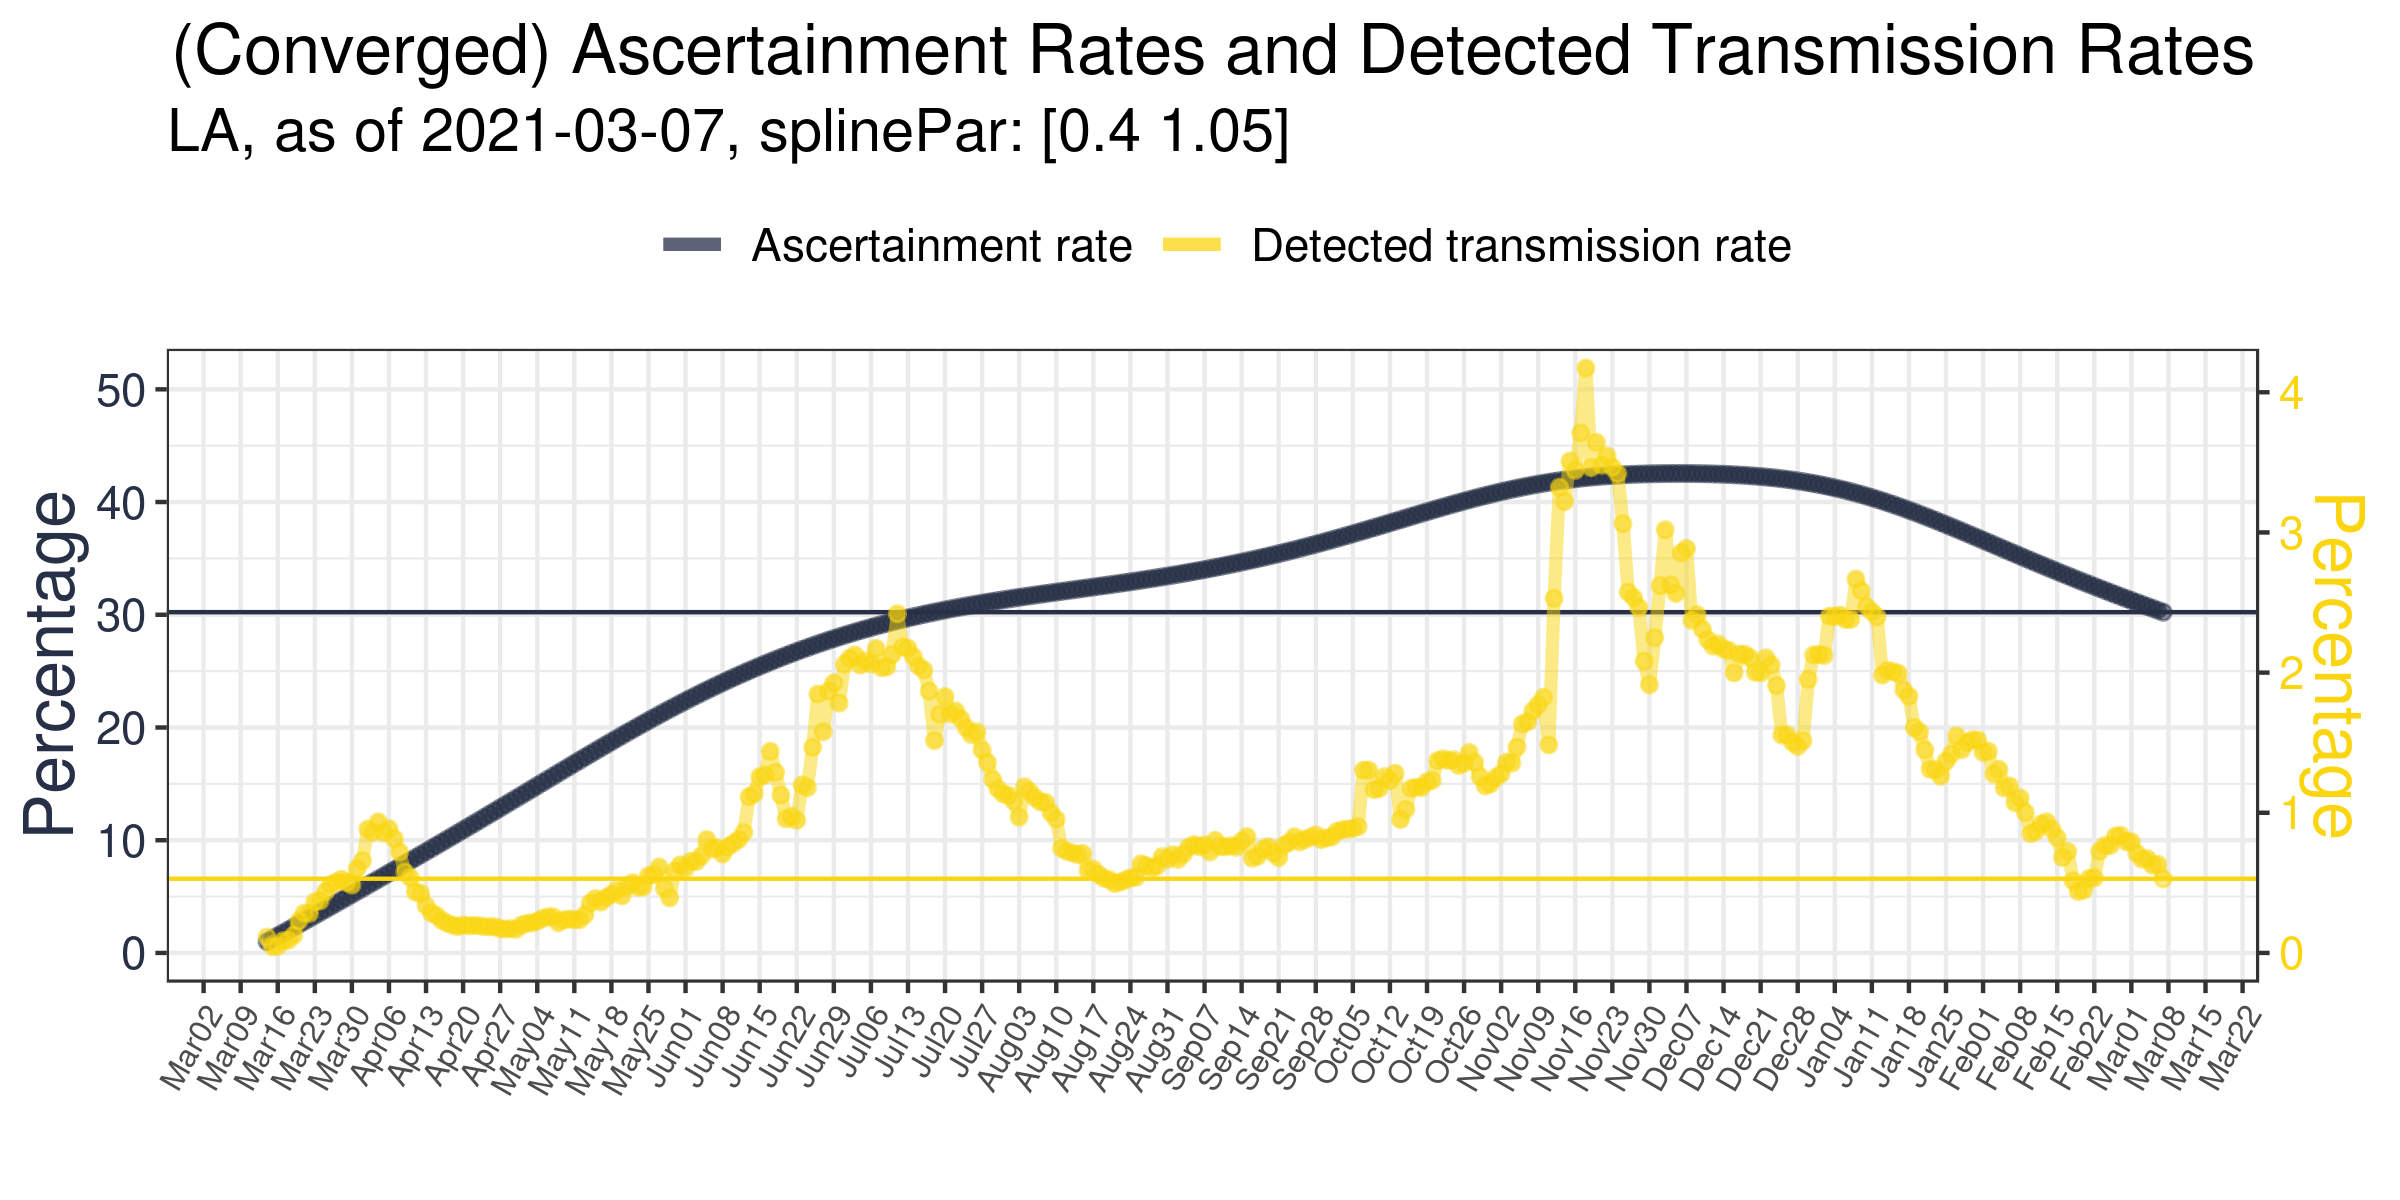 (Converged) Ascertainment Rates and Detected Transmission Rates
LA, as of 2021-03-07, splinePar: [0.4 1.05]
Ascertainment rate
Detected transmission rate
Percentage
50
40
30
20
10
0
4
3
2
1
0
Percentage
Mar02
Mar09
Mar16
Mar23
Mar30
Apr06
Apr13
Apr20
Apr27
May04
May11
May18
May25
Jun01
Jun08
Jun15
Jun22
Jun29
Jul06
Jul13
Jul20
Jul27
Aug03
Aug10
Aug17
Aug24
Aug31
Sep07
Sep14
Sep21
Sep28
Oct05
Oct12
Oct19
Oct26
Nov02
Nov09
Nov16
Nov23
Nov30
Dec07
Dec14
Dec21
Dec28
Jan04
Jan11
Jan18
Jan25
Feb01
Feb08
Feb15
Feb22
Mar01
Mar08
Mar15
Mar22